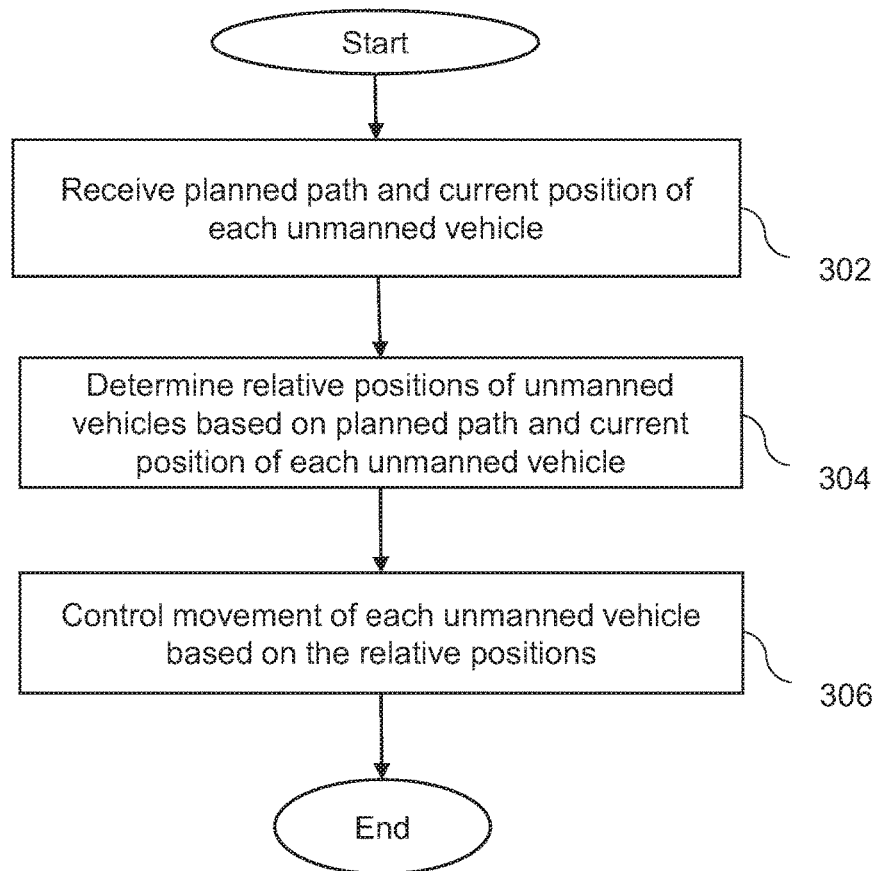 Start
Receive planned path and current position of
each unmanned vehicle
302
Determine relative positions of unmanned
vehicles based on planned path and current
position of each unmanned vehicle
304
Control movement of each unmanned vehicle
based on the relative positions
306
End